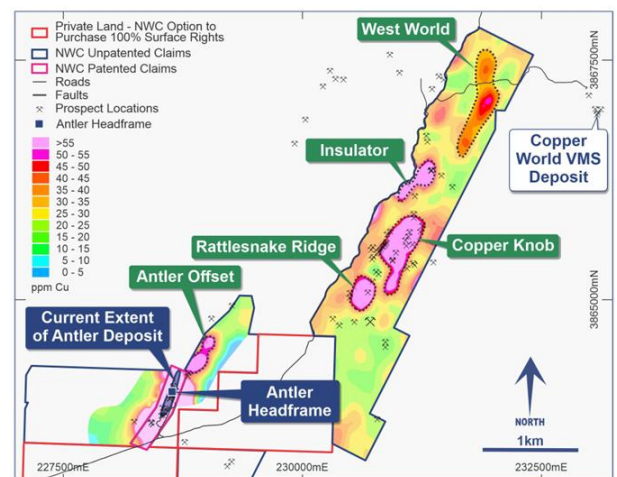 Private Land - NWC Option to
Purchase 100% Surface Rights
NWC Unpatented Claims
NWC Patented Claims
Roads
Faults
Prospect Locations
Antler Headframe
>55
50 - 55
45 - 50
40 - 45
35 - 40
30 - 35
25 - 30
20 - 25
15 - 20
10 - 15
5 - 10
0 - 5
ppm Cu
West World
3867500mN
Copper
World VMS
Deposit
Insulator
Rattlesnake Ridge
Copper Knob
Antler Offset
3865000mN
Current Extent
of Antler Deposit
Antler
Headframe
NORTH
1km
227500mE
230000mE
232500mE